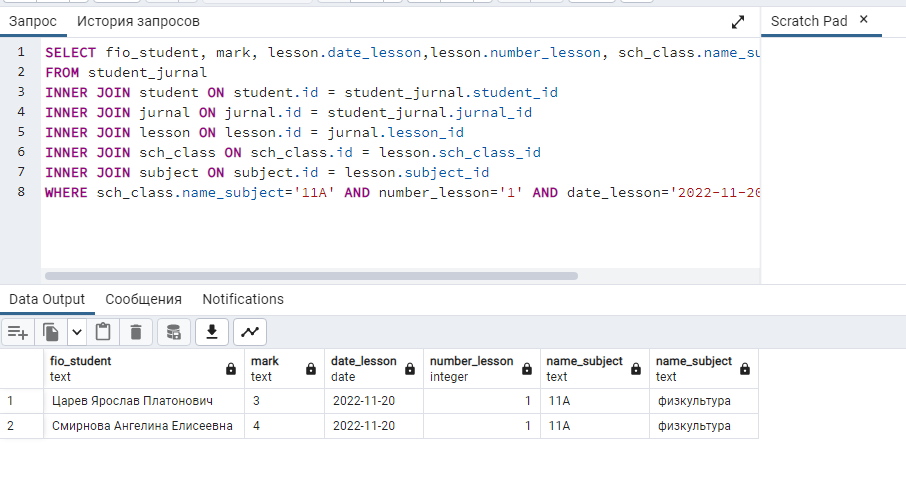 Запрос История запросов
Scratch Pad ×
1 SELECT fio_student, mark, lesson.date_lesson,lesson.number_lesson, sch_class.name_su
2 FROM student_jurnal
3 INNER JOIN student ON student.id = student_jurnal.student_id
4 INNER JOIN jurnal ON jurnal.id = student_jurnal.jurnal_id
5 INNER JOIN lesson ON lesson.id = jurnal.lesson_id
6 INNER JOIN sch_class ON sch_class.id = lesson.sch_class_id
7 INNER JOIN subject ON subject.id = lesson.subject_id
8 WHERE sch_class.name_subject='11А' AND number_lesson='1' AND date_lesson='2022-11-20
Data Output Сообщения Notifications
fio_student mark date_lesson number_lesson name_subject name_subject
text text date integer text text
1 Царев Ярослав Платонович 3 2022-11-20 1 11А физкультура
2 Смирнова Ангелина Елисеевна 4 2022-11-20 1 11А физкультура